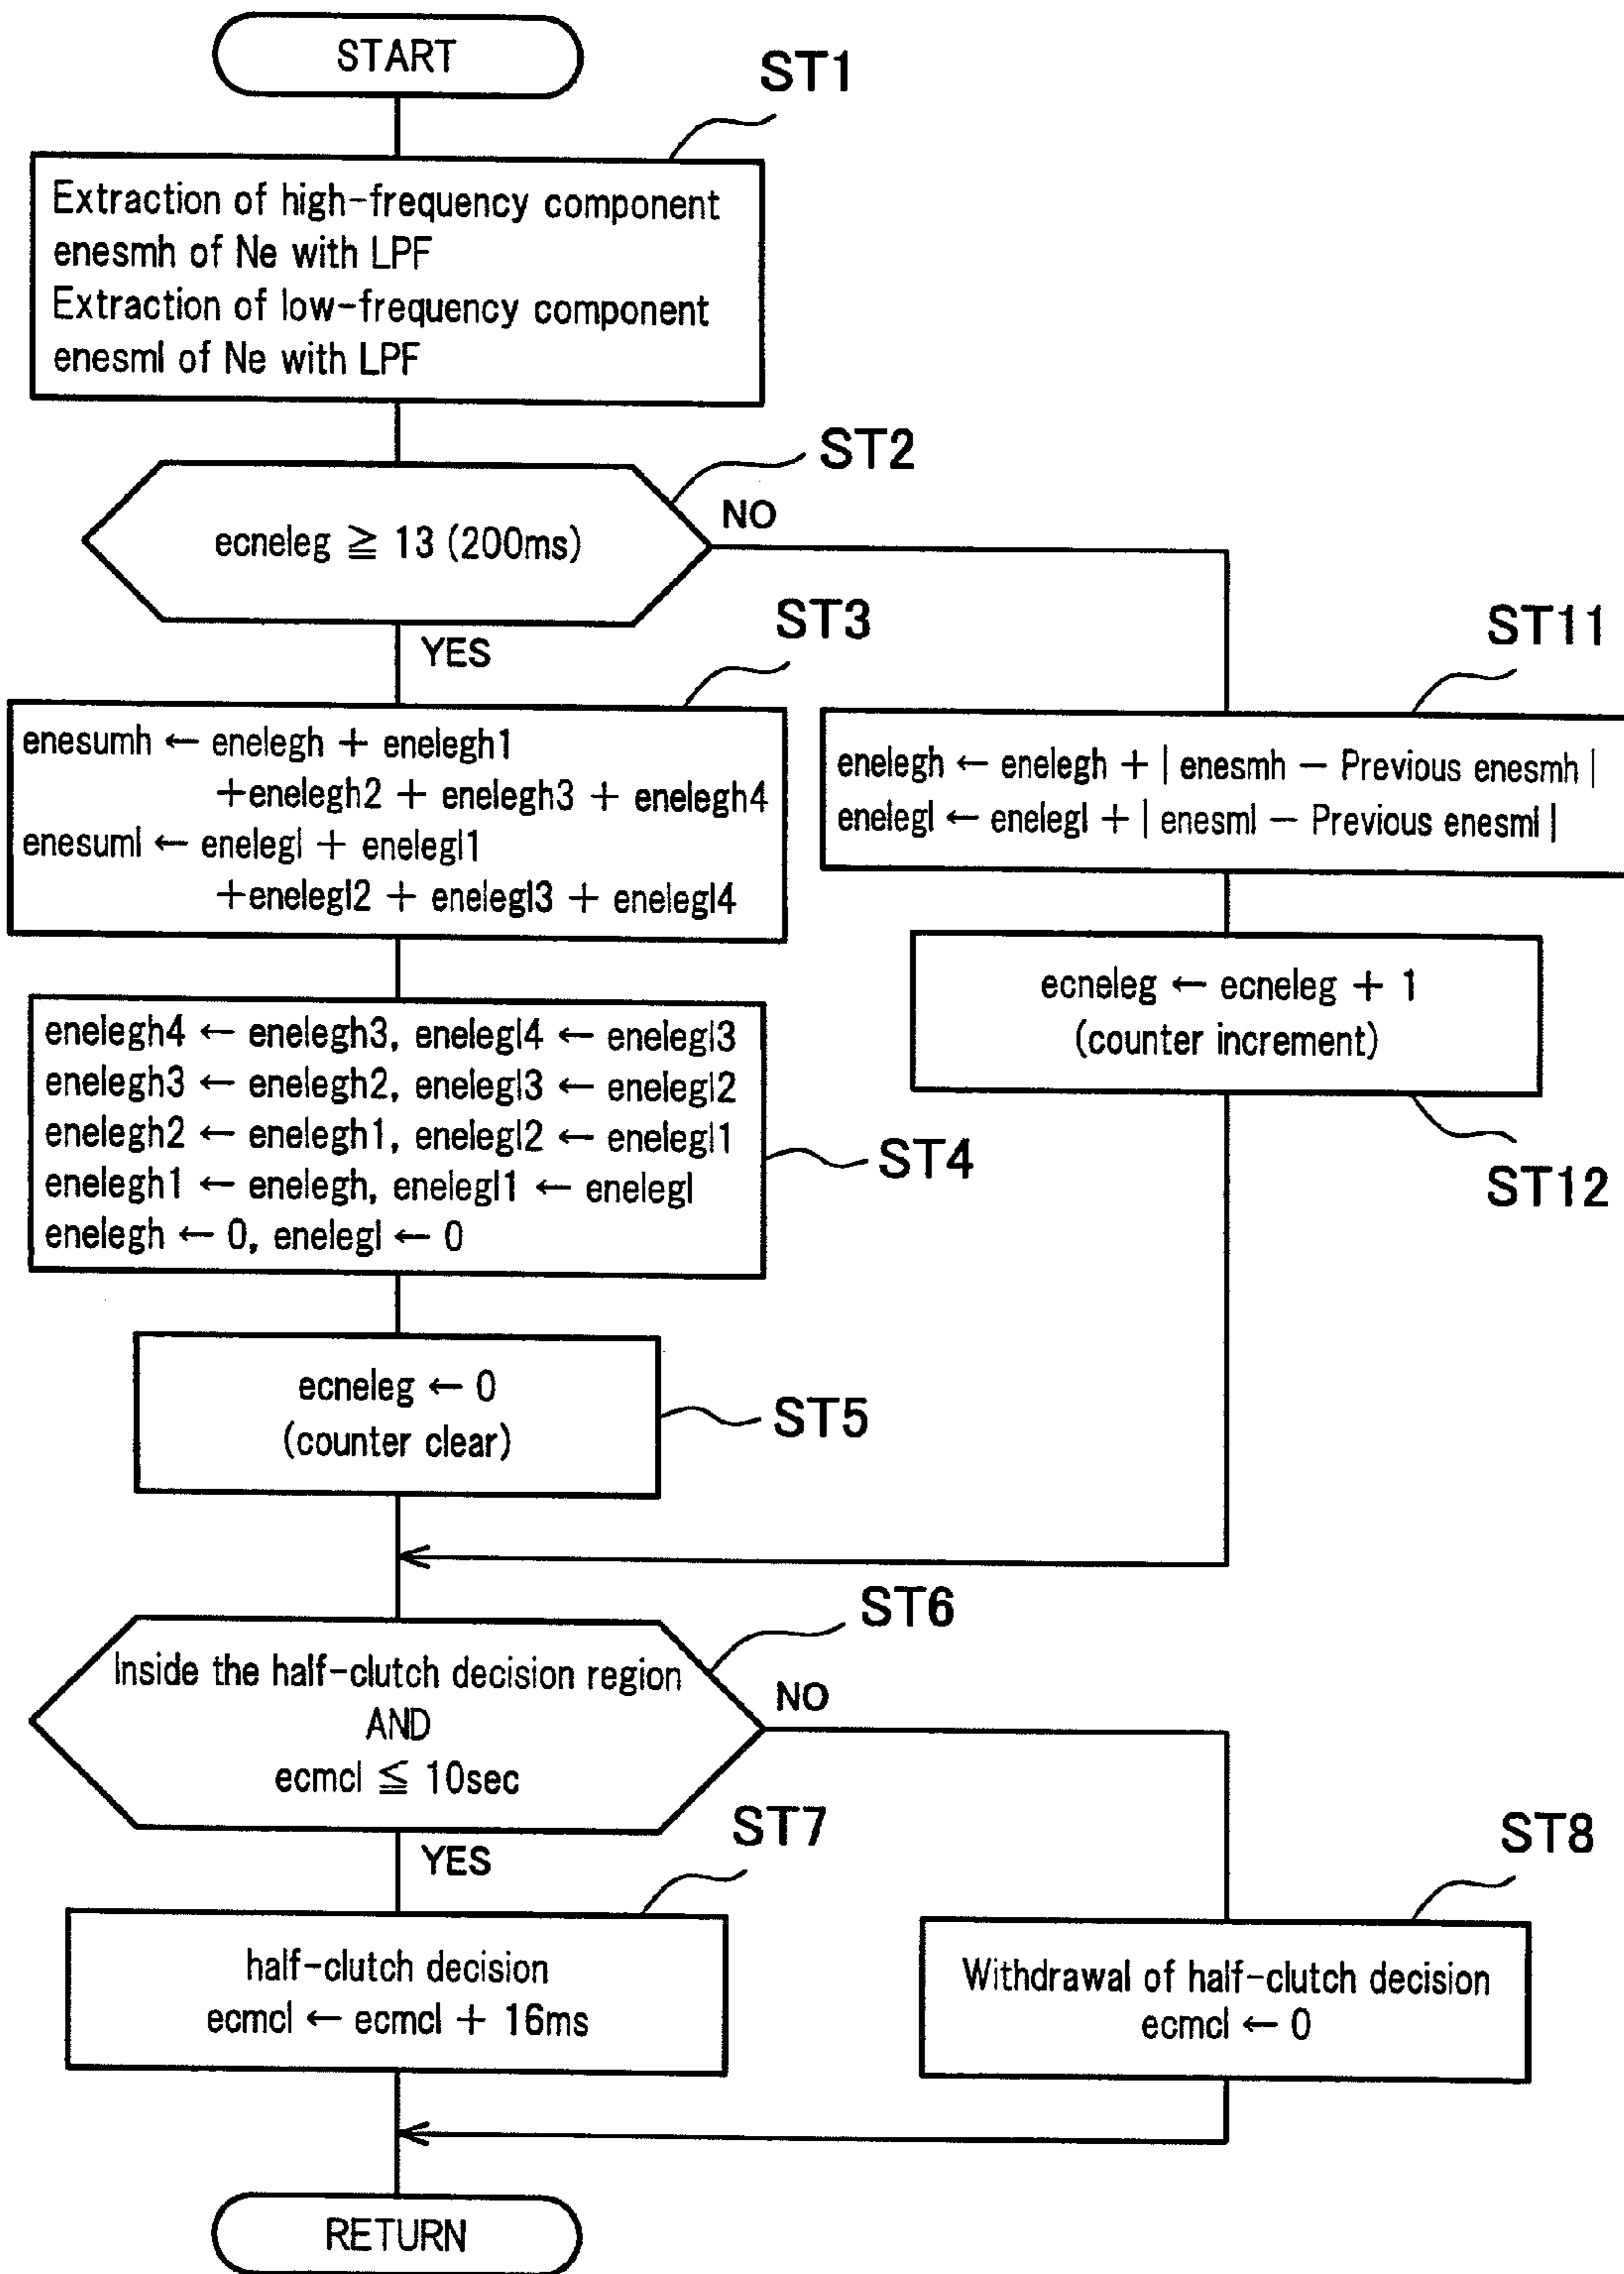 START
ST1
Extraction of high-frequency component
enesmh of Ne with LPF
Extraction of low-frequency component
enesml of Ne with LPF
ST2
ecneleg ≧ 13 (200ms)
NO
YES
ST3
enesumh ← enelegh + enelegh1
+enelegh2 + enelegh3 + enelegh4
enesuml ← enelegl + enelegl1
+enelegl2 + enelegl3 + enelegl4
ST11
enelegh ← enelegh + | enesmh − Previous enesmh |
enelegl ← enelegl + | enesml − Previous enesml |
ecneleg ← ecneleg + 1
(counter increment)
ST12
enelegh4 ← enelegh3, enelegl4 ← enelegl3
enelegh3 ← enelegh2, enelegl3 ← enelegl2
enelegh2 ← enelegh1, enelegl2 ← enelegl1
enelegh1 ← enelegh, enelegl1 ← enelegl
enelegh ← 0, enelegl ← 0
ST4
ecneleg ← 0
(counter clear)
ST5
ST6
Inside the half-clutch decision region
AND
ecmcl ≦ 10sec
NO
YES
ST7
half-clutch decision
ecmcl ← ecmcl + 16ms
ST8
Withdrawal of half-clutch decision
ecmcl ← 0
RETURN